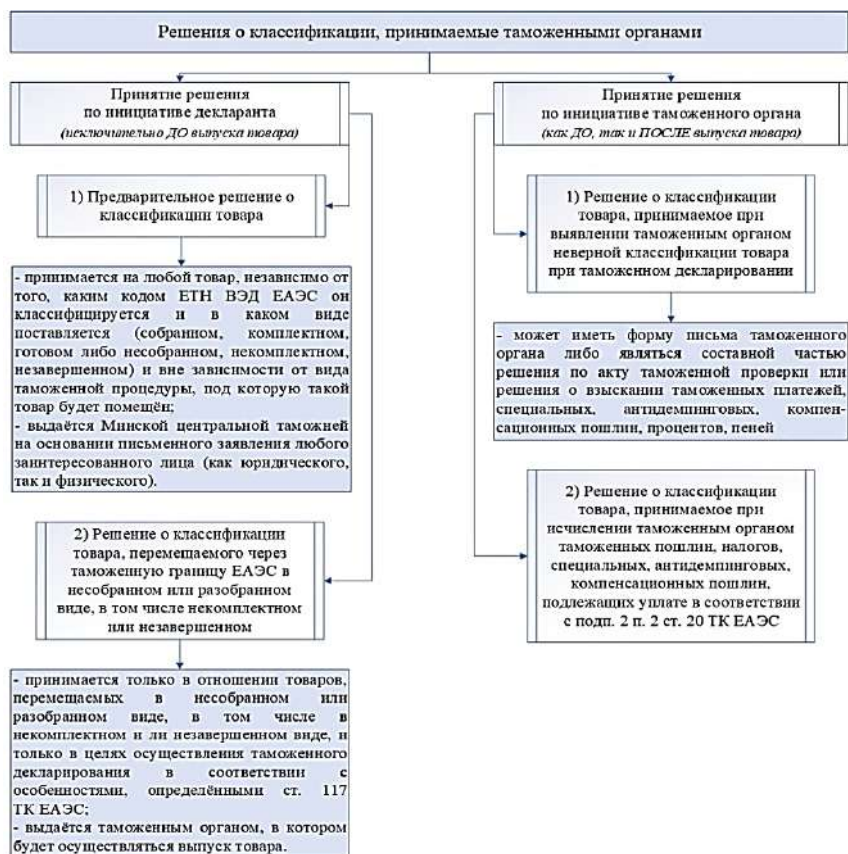 Решения о классификации, принимаемые таможенными органами
Принятие решения
по инициативе декларанта
(исключительно ДО выпуска товара)
1) Предварительное решение о
классификации товара
- принимается на любой товар, независимо от
того, каким кодом ЕТН ВЭД ЕАЭС он
классифицируется и в каком виде
поставляется (собранном, комплектном,
готовом либо несобранном, некомплектном,
незавершенном) и вне зависимости от вида
таможенной процедуры, под которую такой
товар будет помещён;
- выдаётся Минской центральной таможней
на основании письменного заявления любого
заинтересованного лица (как юридического,
так и физического).
2) Решение о классификации
товара, перемещаемого через
таможенную границу ЕАЭС в
несобранном или разобранном
виде, в том числе некомплектном
или незавершенном
- принимается только в отношении товаров,
перемещаемых в несобранном или
разобранном виде, в том числе в
некомплектном и ли незавершенном виде, и
только в целях осуществления таможенного
декларирования в соответствии с
особенностями, определёнными ст. 117
ТК ЕАЭС;
- выдаётся таможенным органом, в котором
будет осуществляться выпуск товара.
Принятие решения
по инициативе таможенного органа
(как ДО, так и ПОСЛЕ выпуска товара)
1) Решение о классификации
товара, принимаемое при
выявлении таможенным органом
неверной классификации товара
при таможенном декларировании
- может иметь форму письма таможенного
органа либо являться составной частью
решения по акту таможенной проверки или
решения о взыскании таможенных платежей,
специальных, антидемпинговых, компен-
сационных пошлин, процентов, пеней
2) Решение о классификации
товара, принимаемое при
исчислении таможенным органом
таможенных пошлин, налогов,
специальных, антидемпинговых,
компенсационных пошлин,
подлежащих уплате в соответствии
с подп. 2 п. 2 ст. 20 ТК ЕАЭС